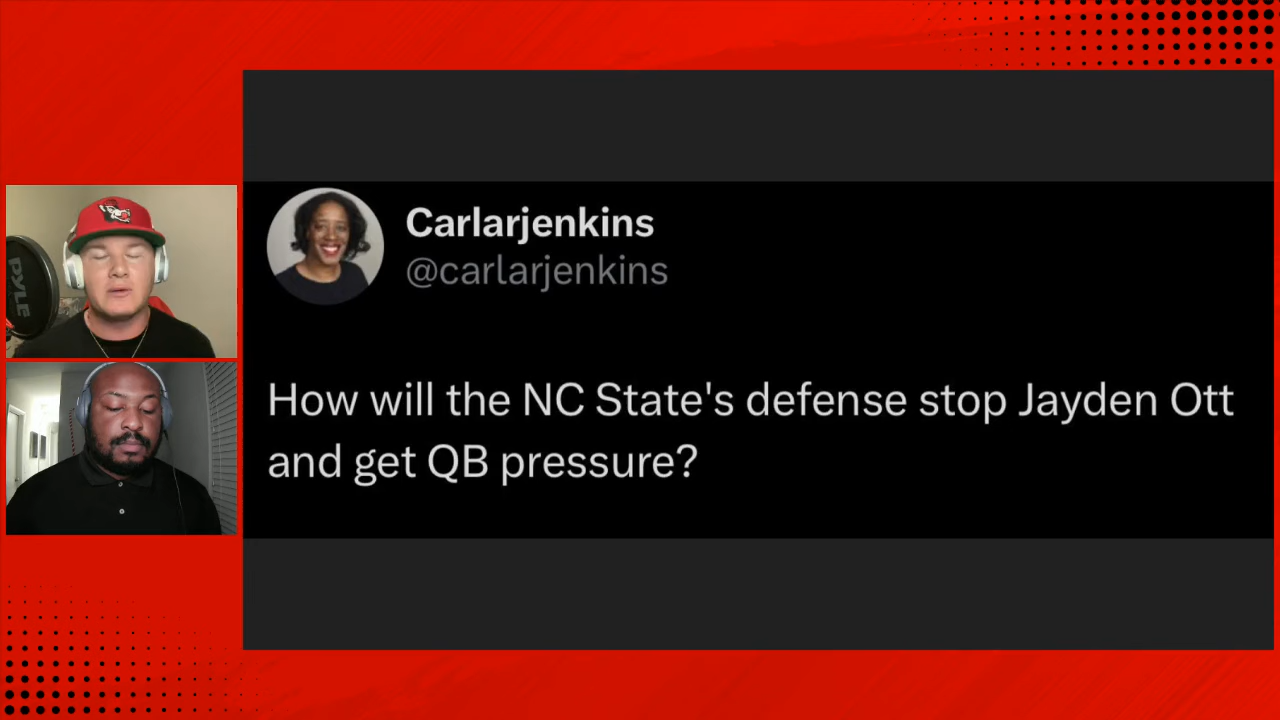 PYLE
Carlarjenkins
@carlarjenkins
How will the NC State's defense stop Jayden Ott
and get QB pressure?